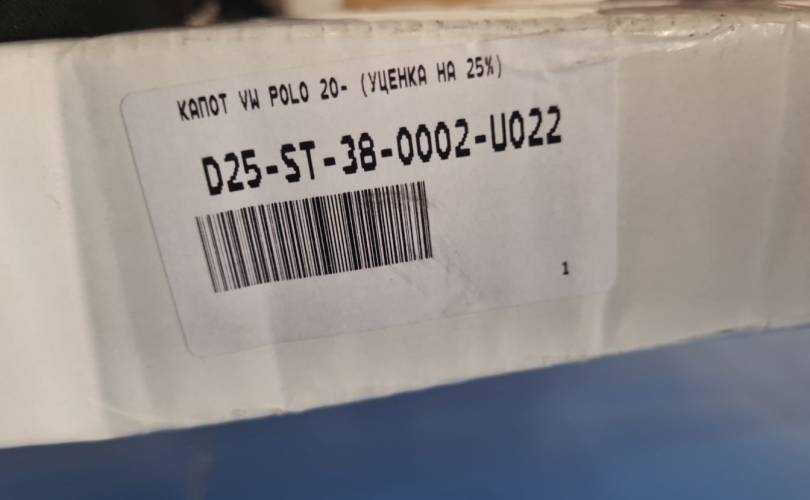 КАПОТ VW POLO 20- (УЦЕНКА НА 25%)
D25-ST-38-0002-U022
1